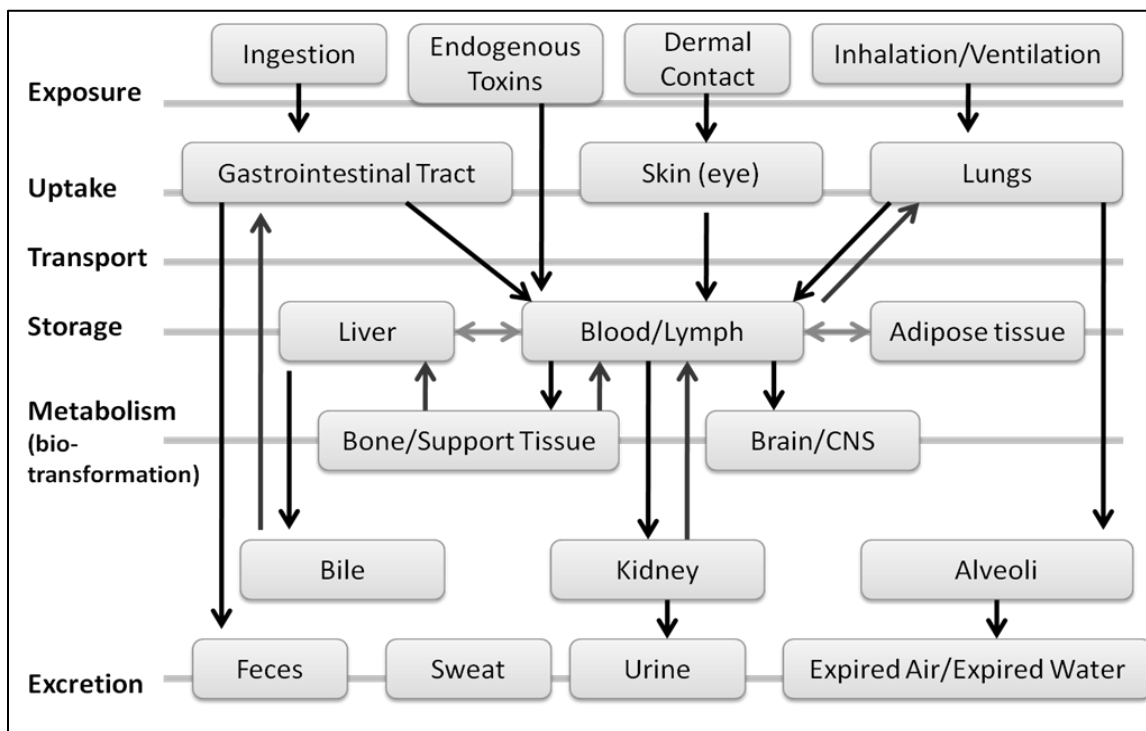 Ingestion
Endogenous
Toxins
Dermal
Contact
Inhalation/Ventilation
Exposure
Gastrointestinal Tract
Skin (eye)
Lungs
Uptake
Transport
Storage
Liver
Blood/Lymph
Adipose tissue
Metabolism
(bio-
transformation)
Bone/Support Tissue
Brain/CNS
Bile
Kidney
Alveoli
Excretion
Feces
Sweat
Urine
Expired Air/Expired Water